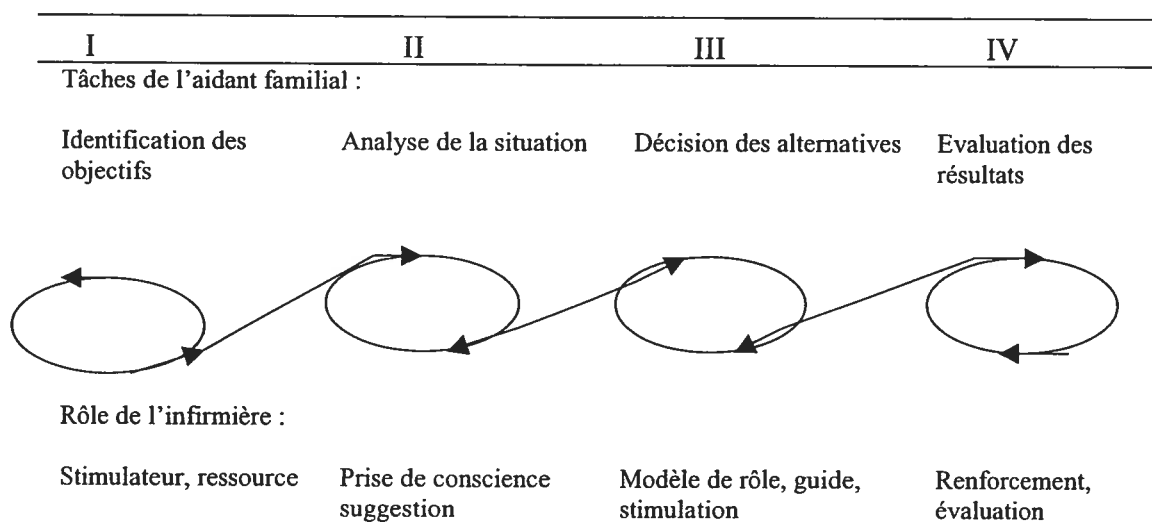 I II III IV
Tâches de l'aidant familial :
Identification des objectifs
Analyse de la situation
Décision des alternatives
Evaluation des résultats
Rôle de l'infirmière :
Stimulateur, ressource
Prise de conscience suggestion
Modèle de rôle, guide, stimulation
Renforcement, évaluation